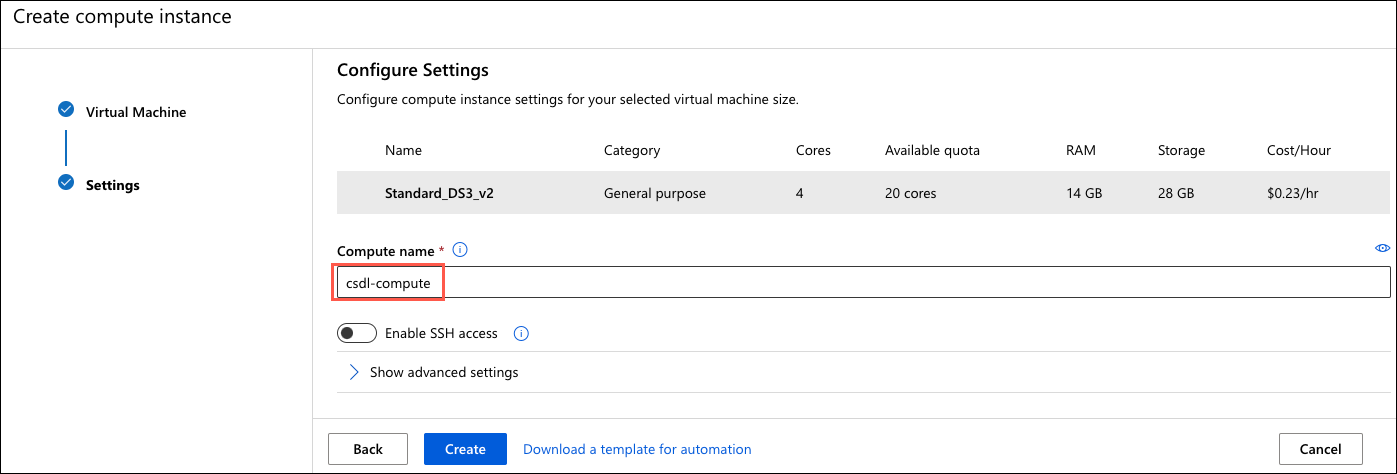 Create compute instance
Virtual Machine
Settings
Configure Settings
Configure compute instance settings for your selected virtual machine size.
Name Category Cores Available quota RAM Storage Cost/Hour
Standard_DS3_v2 General purpose 4 20 cores 14 GB 28 GB $0.23/hr
Compute name *
csdl-compute
Enable SSH access
Show advanced settings
Back Create Download a template for automation Cancel